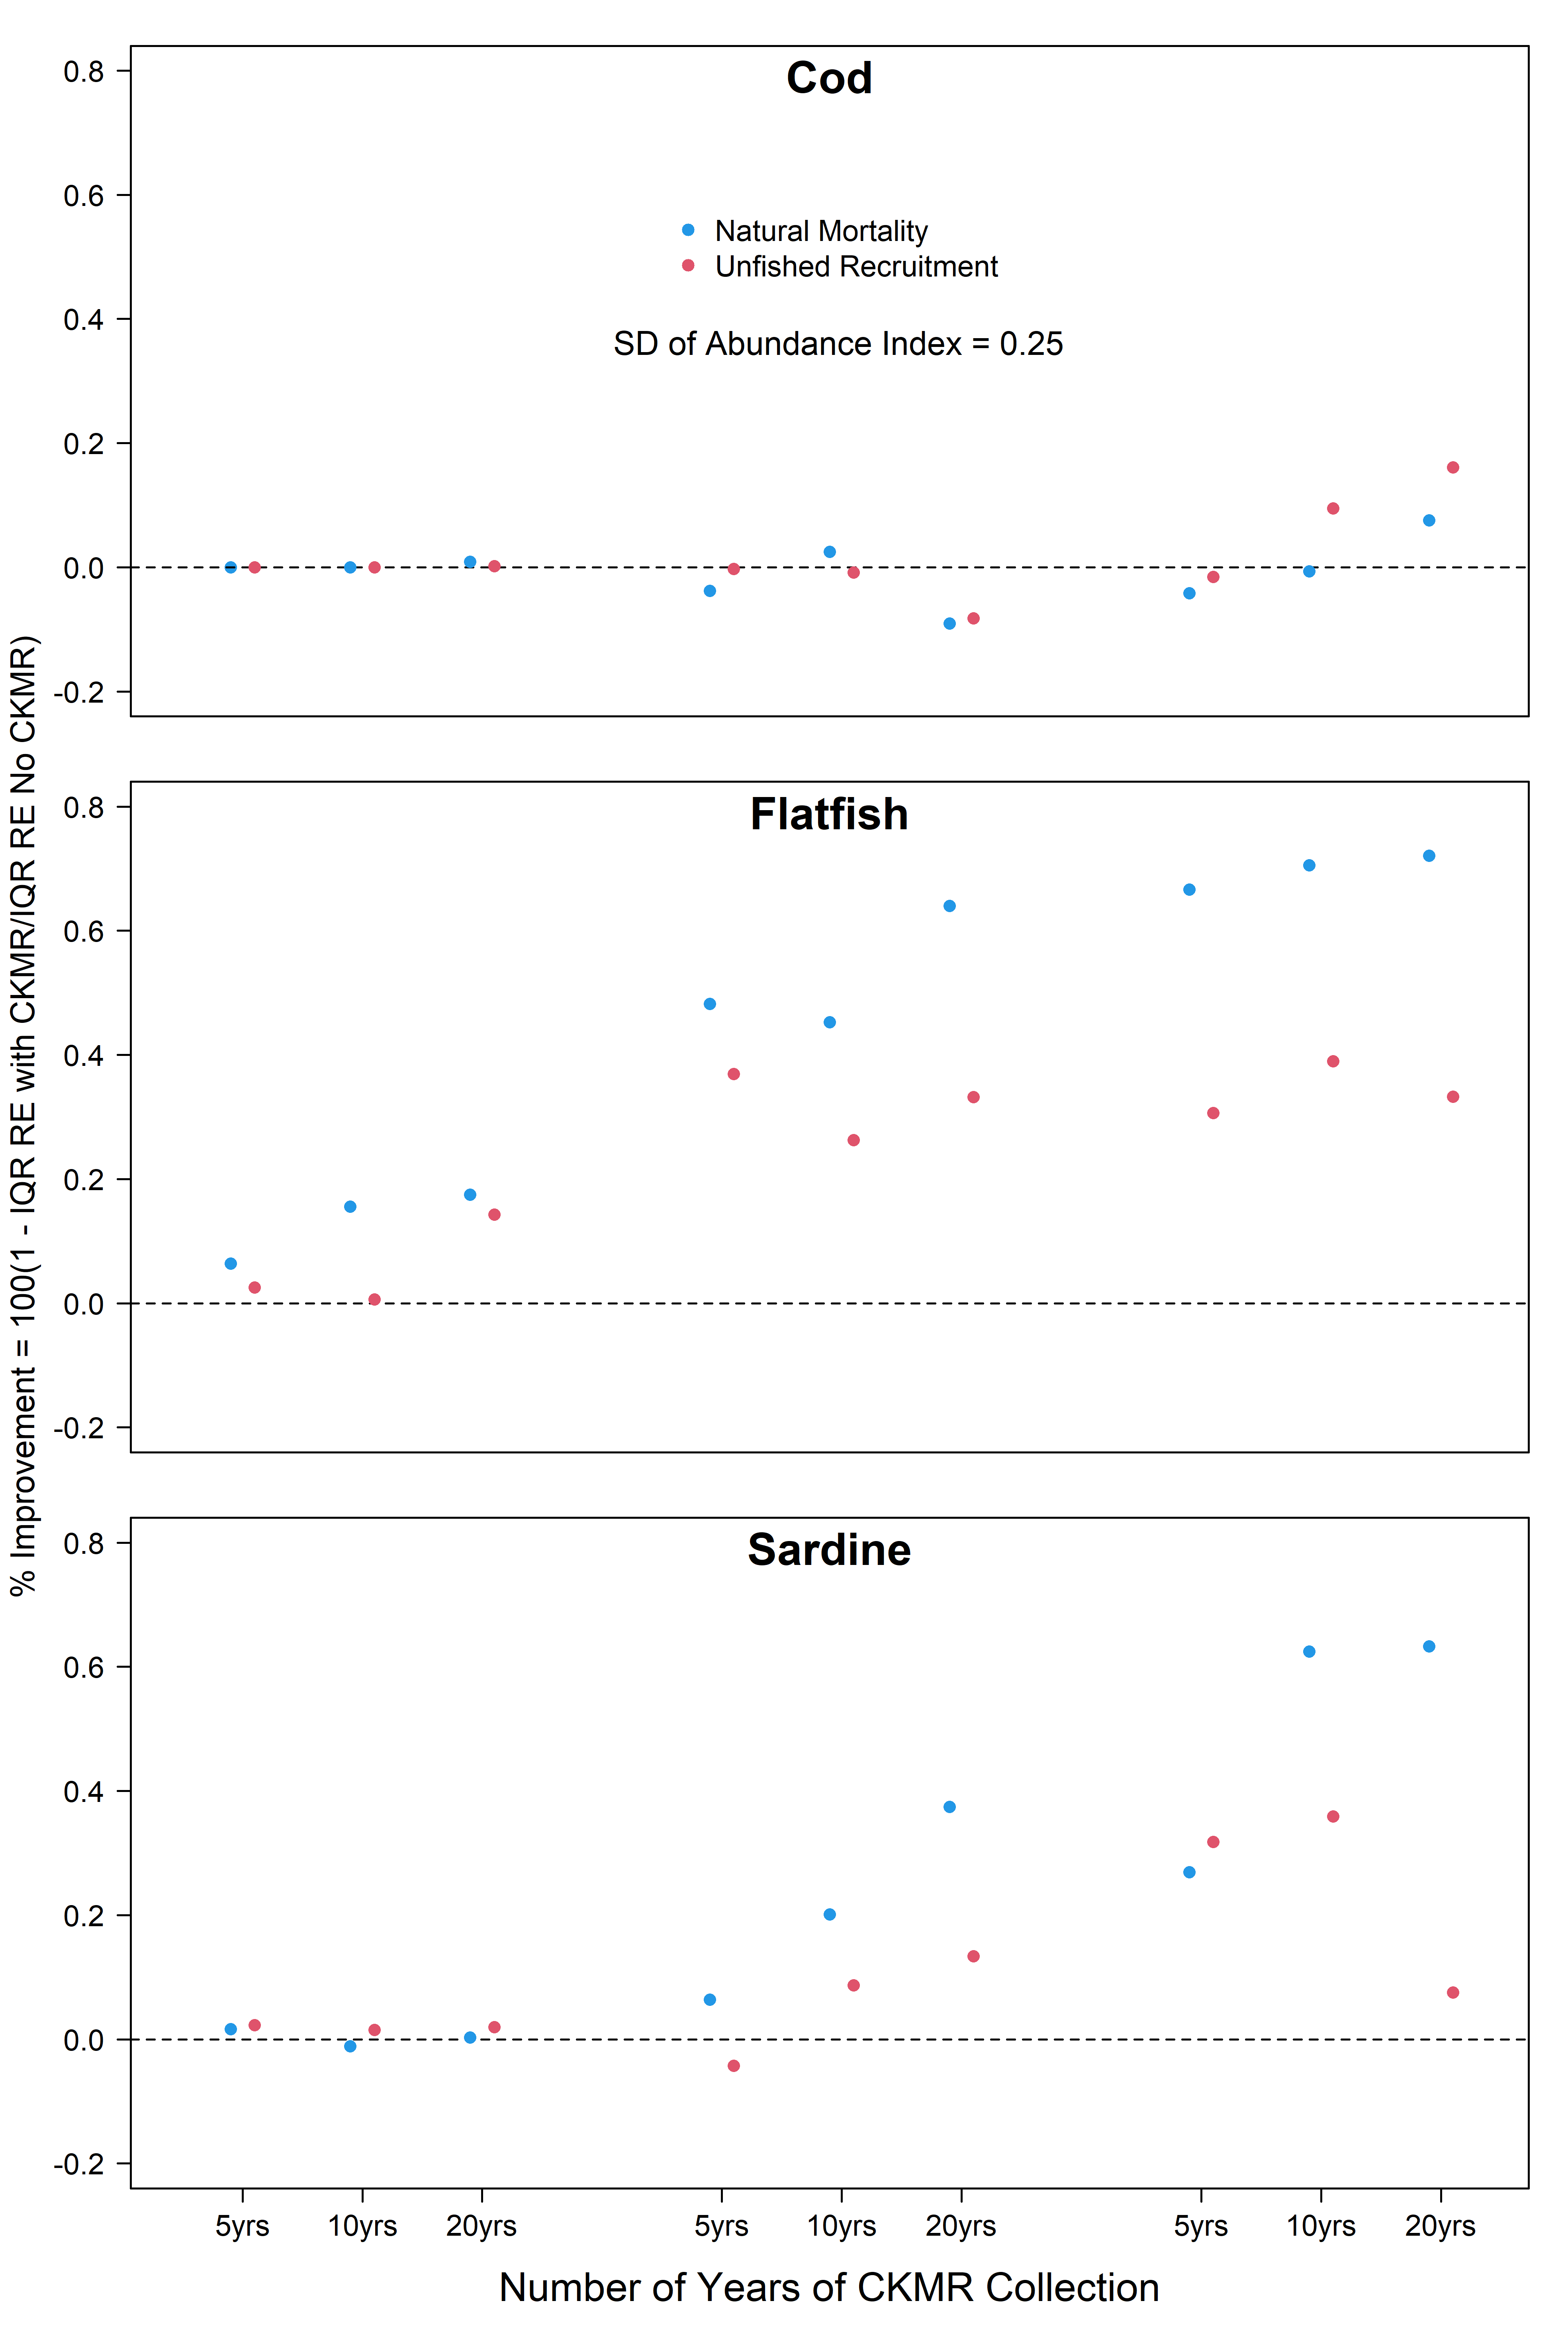 % Improvement = 100(1 - IQR RE with CKMR/IQR RE No CKMR)
Cod
0.8
0.6
0.4
0.2
0.0
-0.2
Natural Mortality
Unfished Recruitment
SD of Abundance Index = 0.25
Flatfish
0.8
0.6
0.4
0.2
0.0
-0.2
Sardine
0.8
0.6
0.4
0.2
0.0
-0.2
5yrs 10yrs 20yrs 5yrs 10yrs 20yrs 5yrs 10yrs 20yrs
Number of Years of CKMR Collection